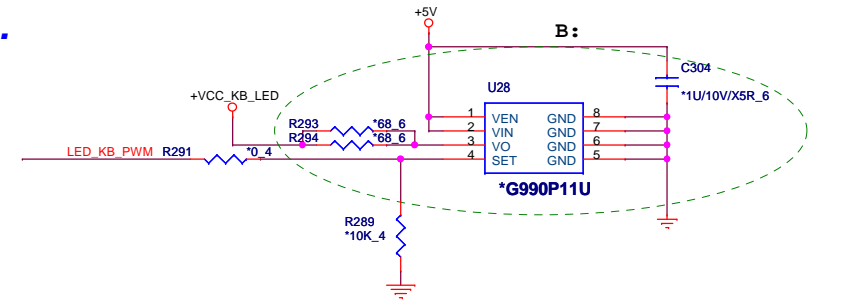 +5V
B:
C304
*1U/10V/X5R_6
U28
+VCC_KB_LED
R293 *68_6
R294 *68_6
LED_KB_PWM R291 *0_4
1 VEN GND 8
2 VIN GND 7
3 VO GND 6
4 SET GND 5
*G990P11U
R289
*10K_4